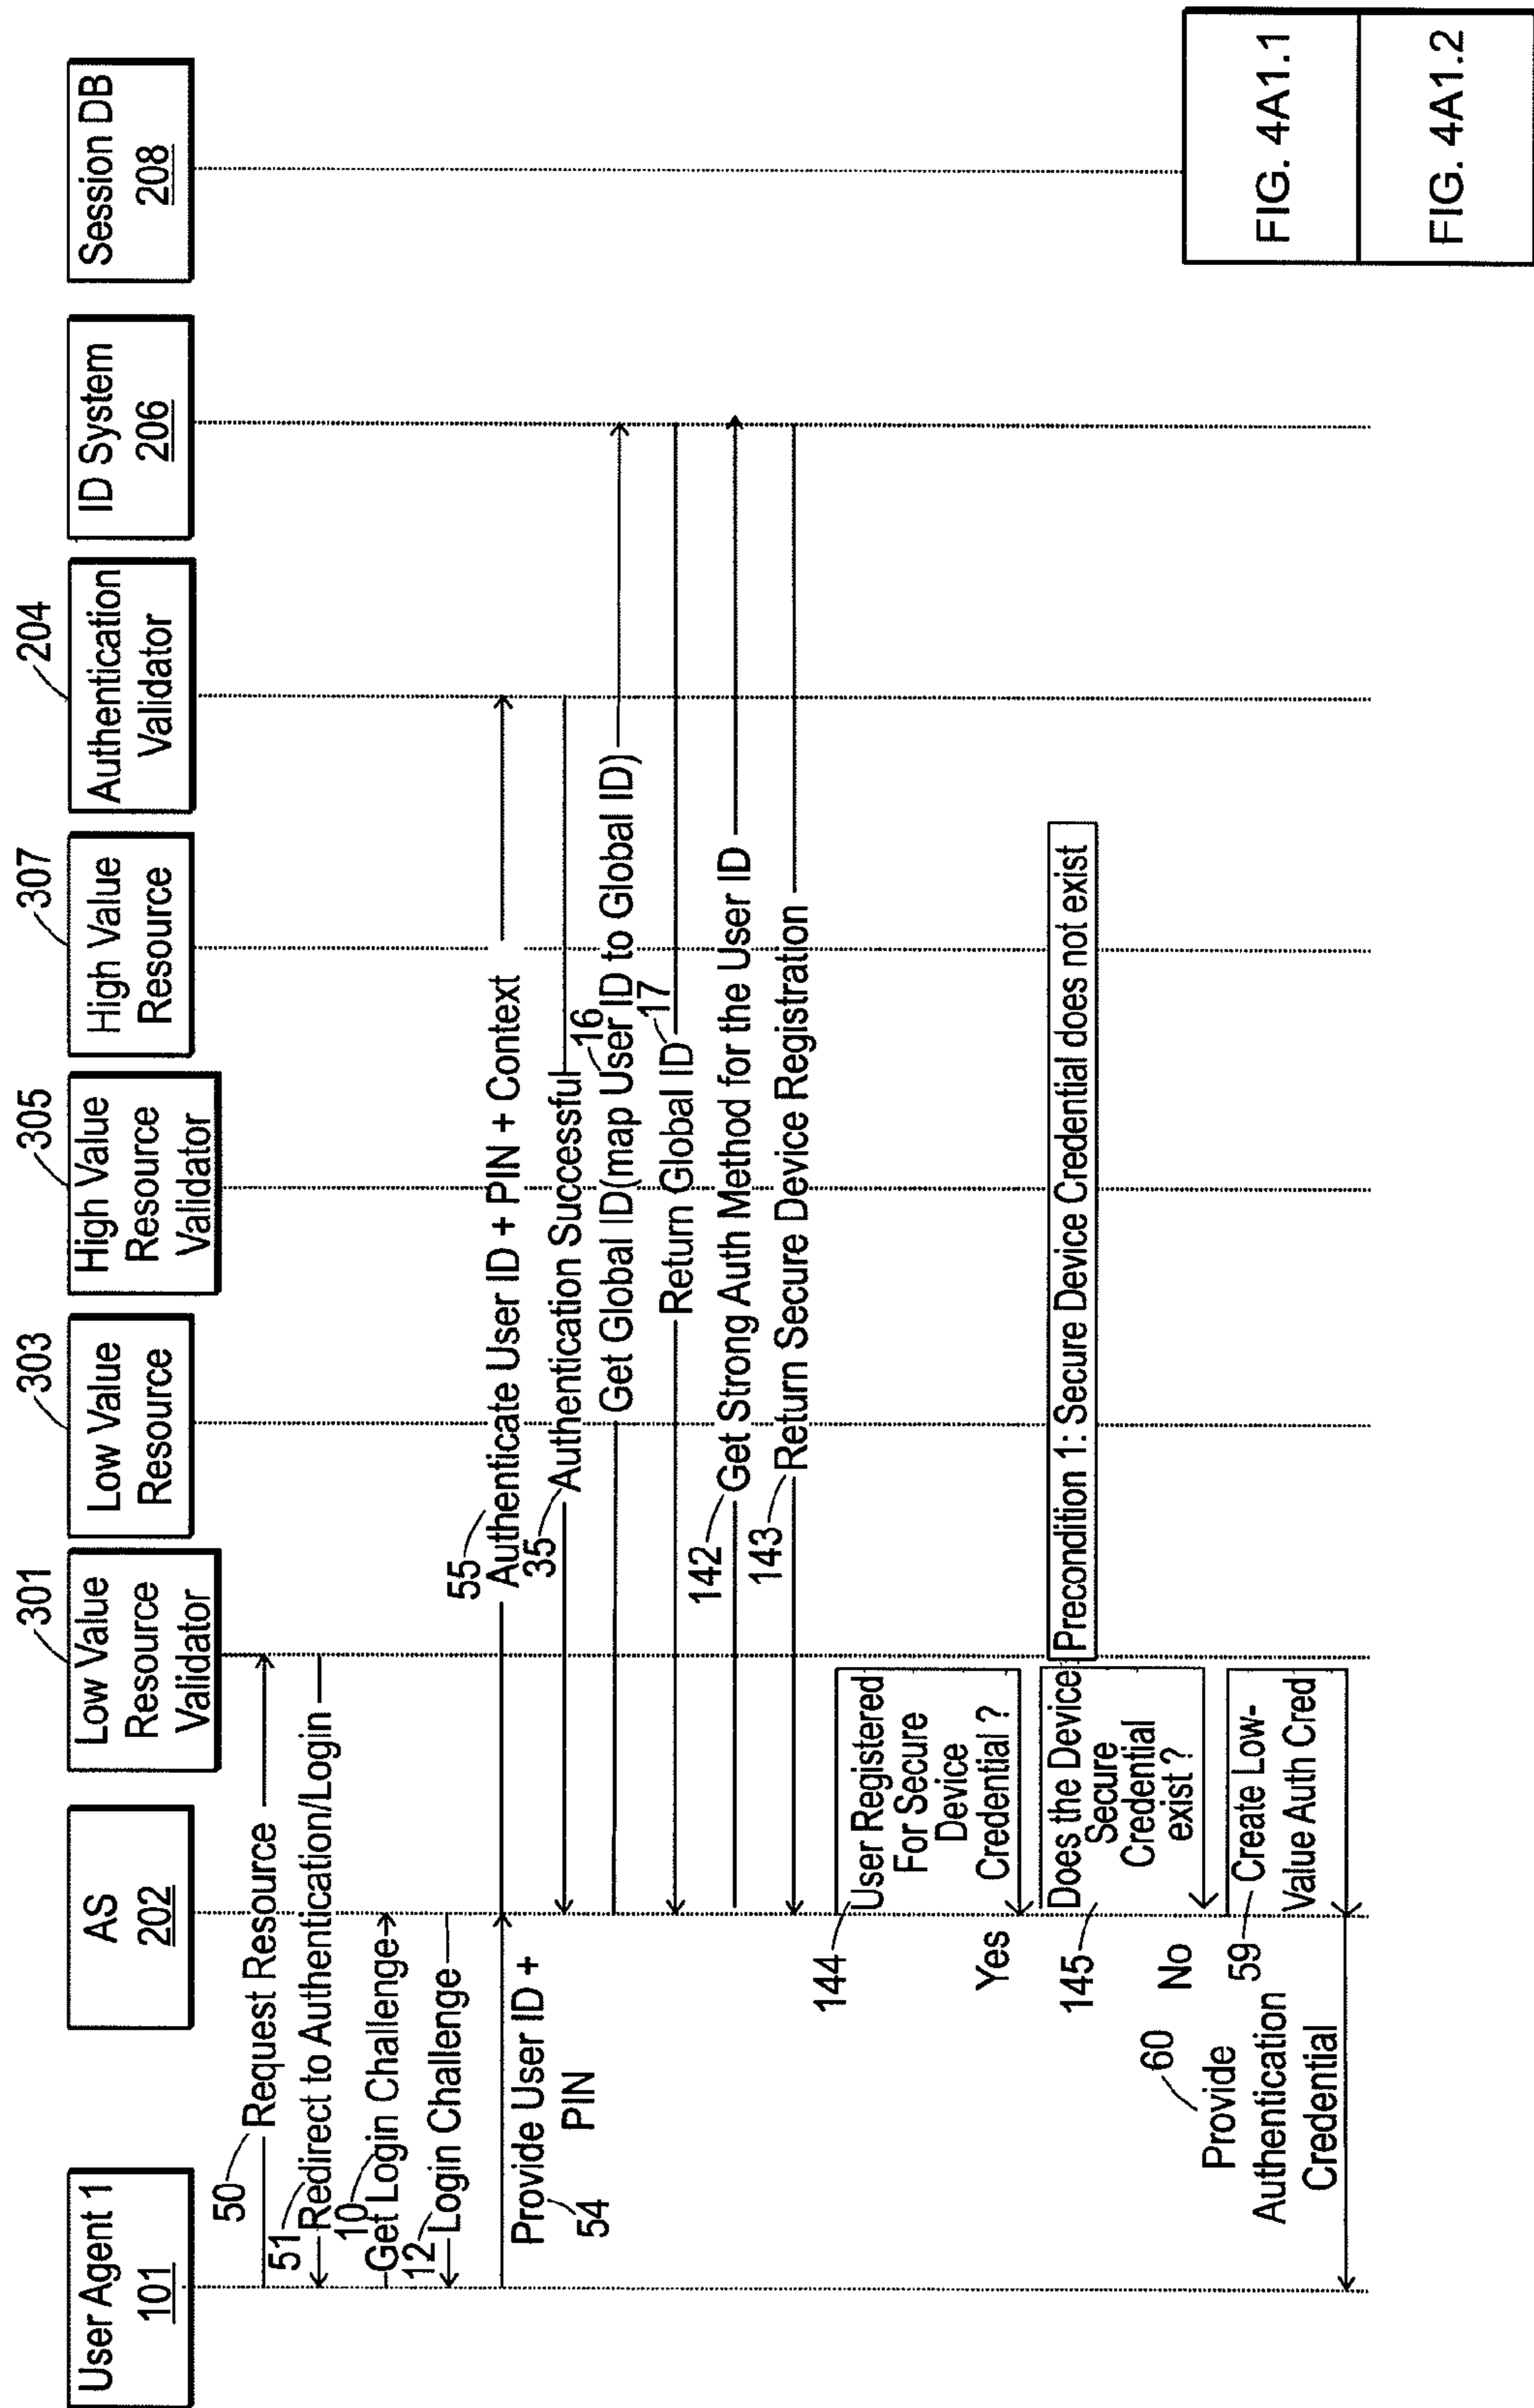 User Agent 1
101
AS
202
301
Low Value
Resource
Validator
303
Low Value
Resource
305
High Value
Resource
Validator
307
High Value
Resource
204
Authentication
Validator
ID System
206
Session DB
208
50
Request Resource
51
Redirect to Authentication/Login
10
Get Login Challenge
12
Login Challenge
Provide User ID +
PIN
54
55
Authenticate User ID + PIN + Context
35
Authentication Successful
16
Get Global ID(map User ID to Global ID)
17
Return Global ID
142
Get Strong Auth Method for the User ID
143
Return Secure Device Registration
144
User Registered
For Secure
Device
Credential ?
Yes
145
Does the Device
Secure
Credential
exist ?
No
Precondition 1: Secure Device Credential does not exist
59
Create Low-
Value Auth Cred
60
Provide
Authentication
Credential
FIG. 4A1.1
FIG. 4A1.2